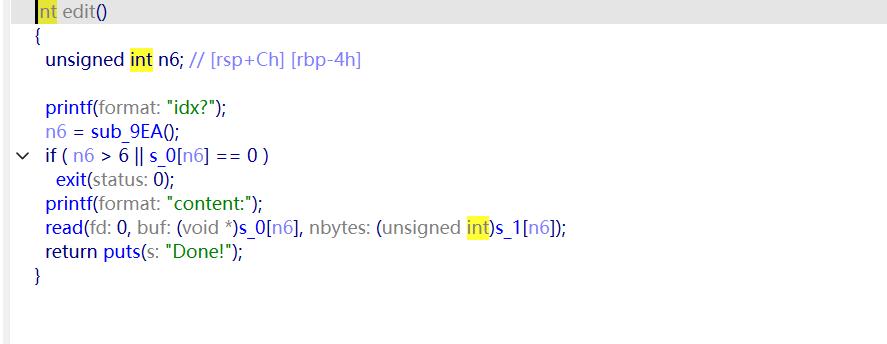 int edit()
{
unsigned int n6; // [rsp+Ch] [rbp-4h]
printf(format: "idx?");
n6 = sub_9EA();
if ( n6 > 6 || s_0[n6] == 0 )
exit(status: 0);
printf(format: "content:");
read(fd: 0, buf: (void *)s_0[n6], nbytes: (unsigned int)s_1[n6]);
return puts(s: "Done!");
}